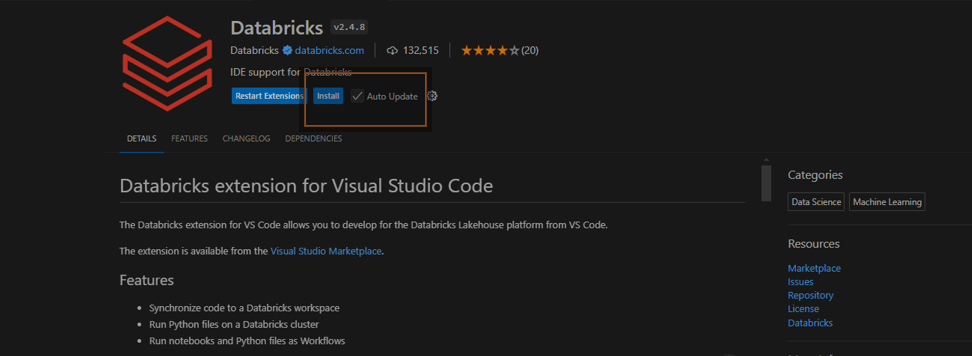 Databricks v2.4.8
Databricks databricks.com 132,515 (20)
IDE support for Databricks
Restart Extensions Install Auto Update
DETAILS FEATURES CHANGELOG DEPENDENCIES
Databricks extension for Visual Studio Code
The Databricks extension for VS Code allows you to develop for the Databricks Lakehouse platform from VS Code.
The extension is available from the Visual Studio Marketplace.
Features
• Synchronize code to a Databricks workspace
• Run Python files on a Databricks cluster
• Run notebooks and Python files as Workflows
Categories
Data Science Machine Learning
Resources
Marketplace
Issues
Repository
License
Databricks